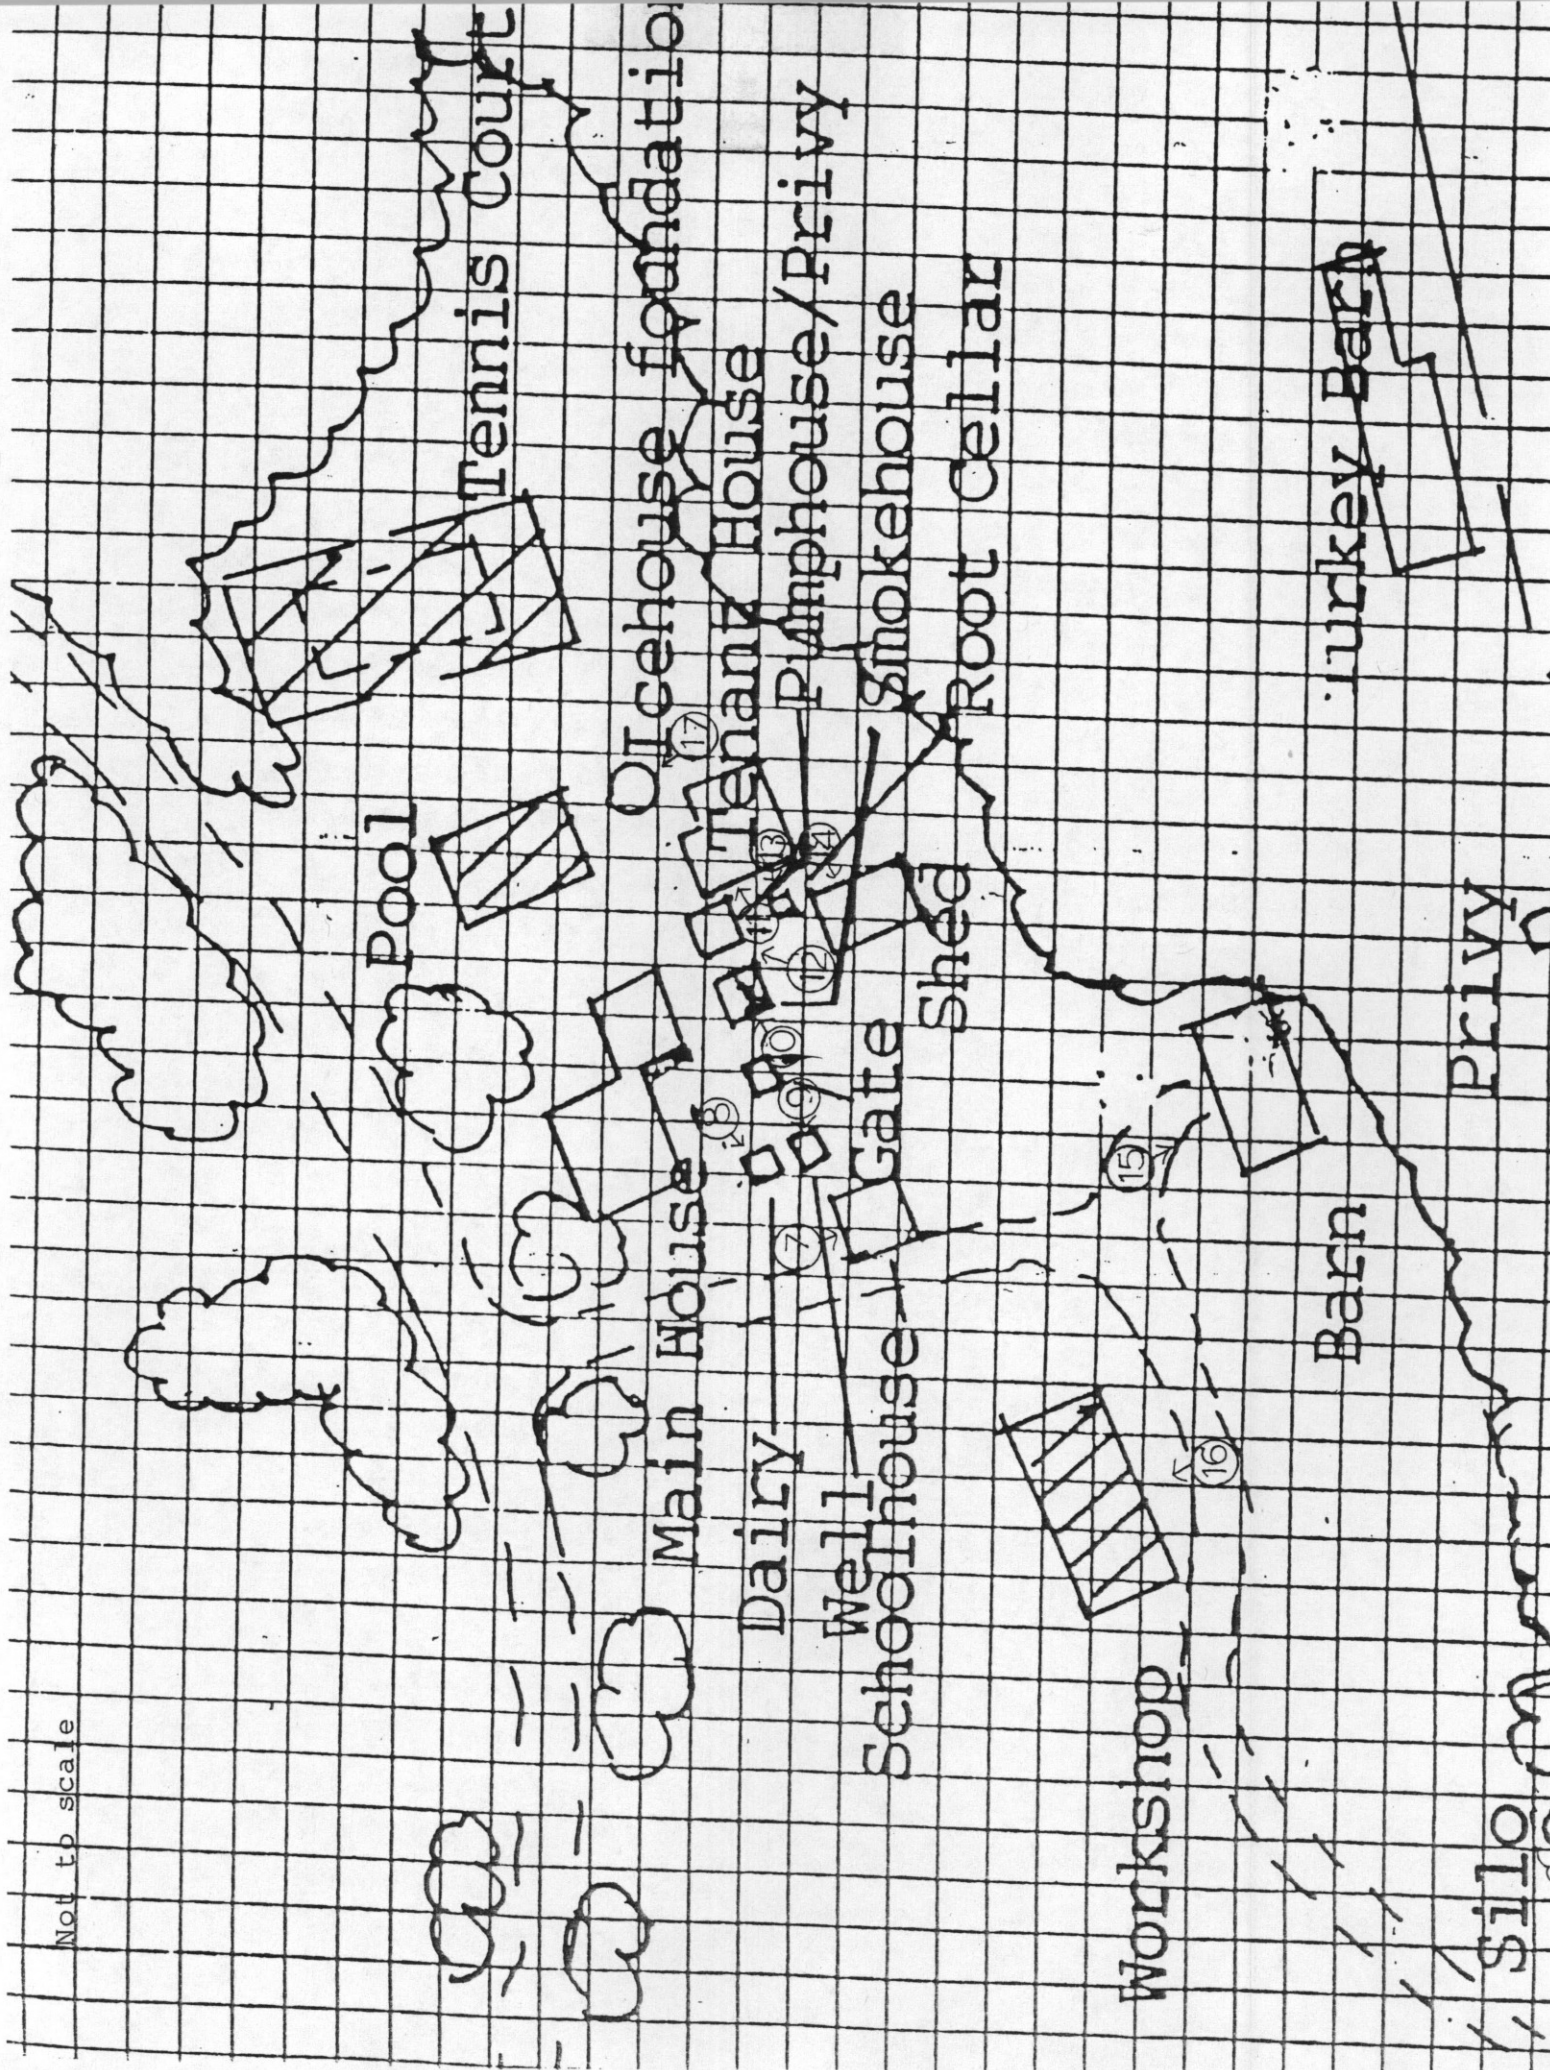 Not to scale
Tennis Court
Pool
Icehouse foundation
Tenant House
Main House
Pumphouse/Privy
Dairy
Smokehouse
Well
Gate
Schoolhouse
Root Cellar
Shed
Workshop
Turkey Barn
Barn
Privy
Silo
17
13
14
11
12
10
9
8
7
15
16